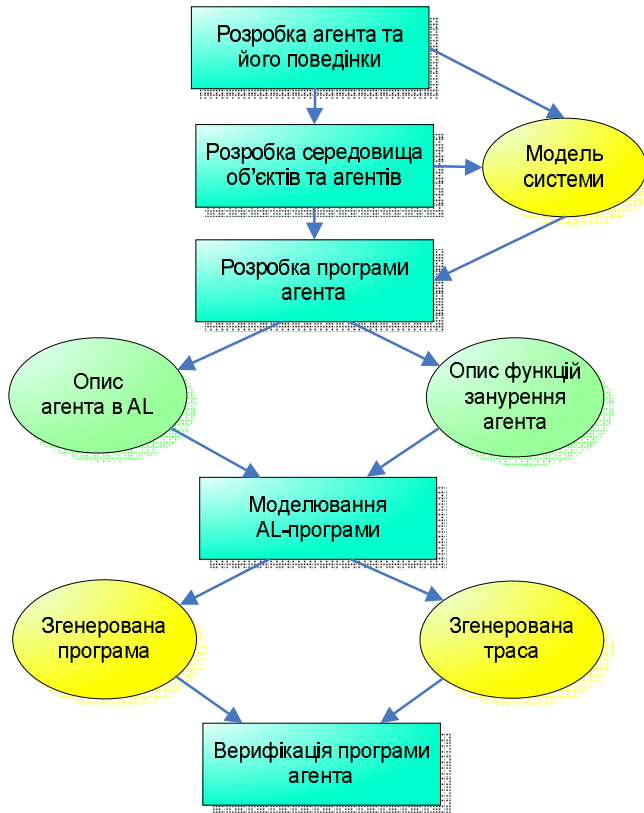 Розробка агента та
його поведінки
Розробка середовища
об'єктів та агентів
Модель
системи
Розробка програми
агента
Опис
агента в AL
Опис функцій
занурення
агента
Моделювання
AL-програми
Згенерована
програма
Згенерована
траса
Верифікація програми
агента